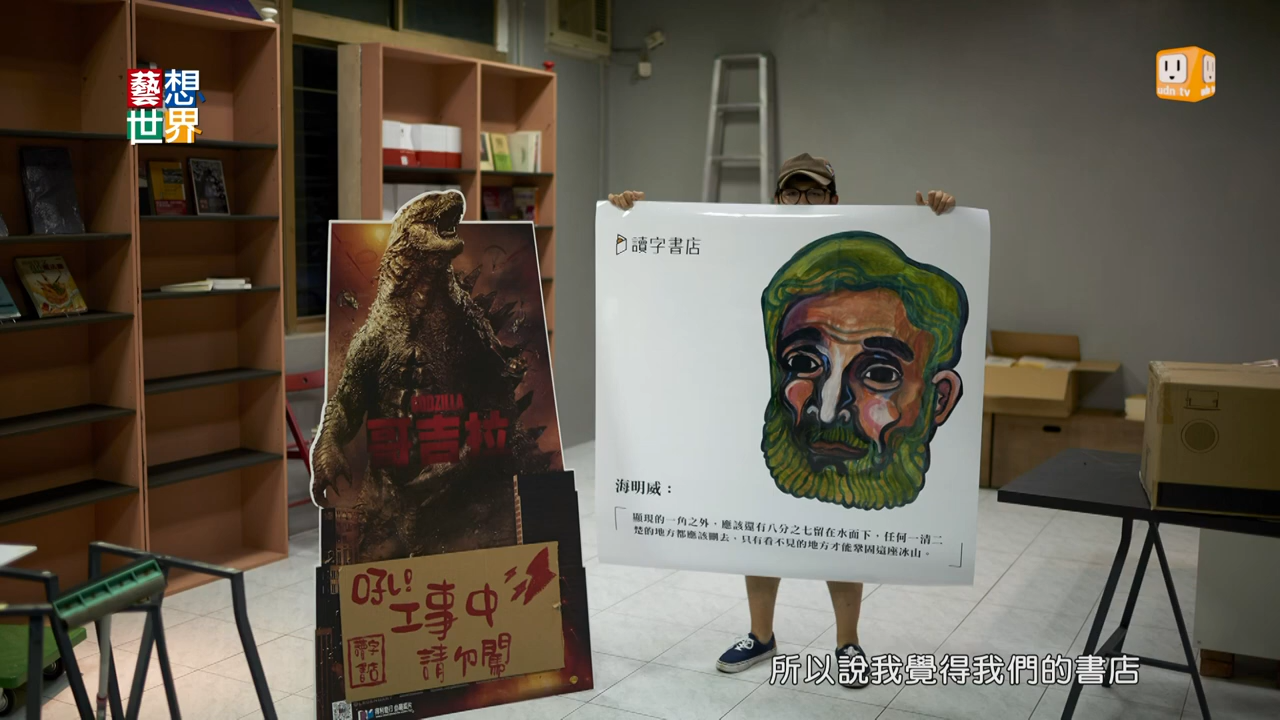 藝想
世界
udn tv
讀字書店
GODZILLA
哥吉拉
吼!!
工事中
請勿闖
讀字
書店
海明威：
「顯現的一角之外，應該還有八分之七留在水面下，任何一清二
楚的地方都應該刪去，只有看不見的地方才能鞏固這座冰山。」
所以說我覺得我們的書店